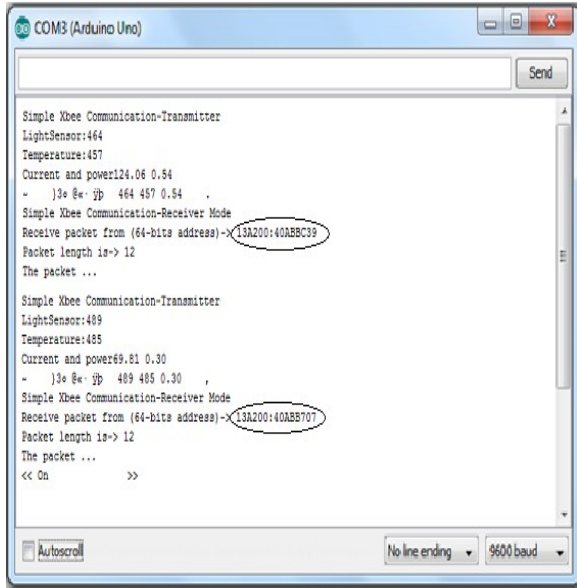 COM3 (Arduino Uno)
Send
Simple Xbee Communication-Transmitter
LightSensor:464
Temperature:457
Current and power124.06 0.54
~ }3¢ @«· ÿþ 464 457 0.54 .
Simple Xbee Communication-Receiver Mode
Receive packet from (64-bits address)->13A200:40ABBC39
Packet length is-> 12
The packet ...
Simple Xbee Communication-Transmitter
LightSensor:489
Temperature:485
Current and power69.81 0.30
~ }3¢ @«· ÿþ 489 485 0.30 ,
Simple Xbee Communication-Receiver Mode
Receive packet from (64-bits address)->13A200:40ABB707
Packet length is-> 12
The packet ...
<< On >>
Autoscroll
No line ending
9600 baud